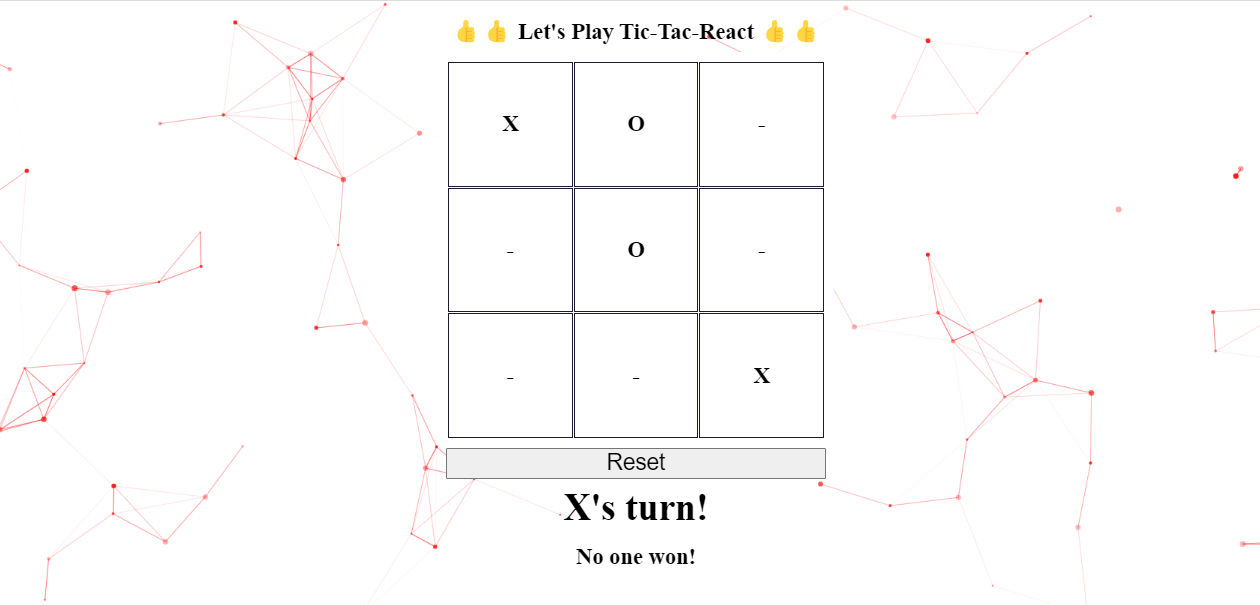 👍 👍 Let's Play Tic-Tac-React 👍 👍
X O -
- O -
- - X
Reset
X's turn!
No one won!